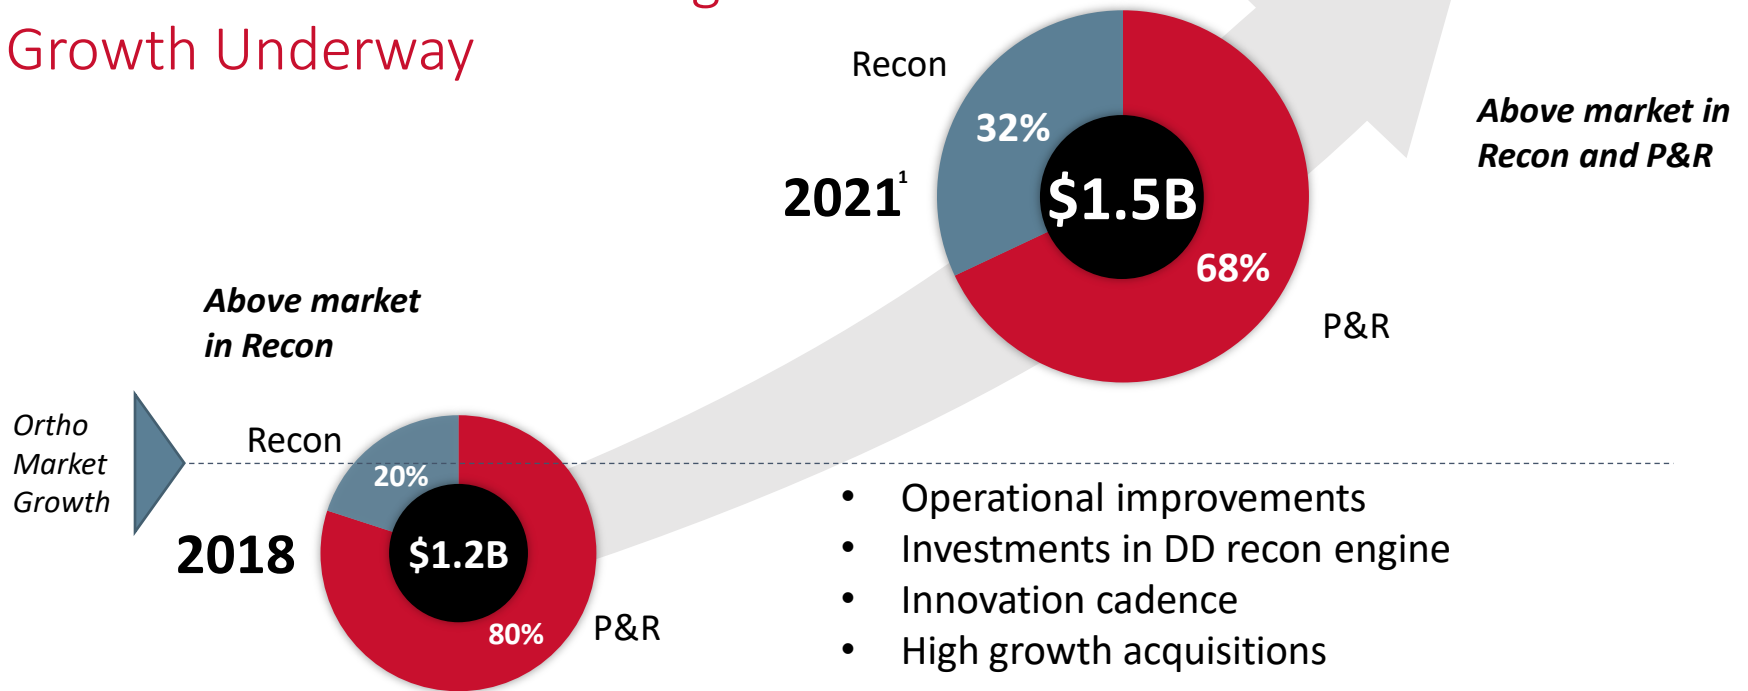 Growth Underway
Recon
32%
2021¹
$1.5B
68%
P&R
Above market in
Recon and P&R
Above market
in Recon
Ortho
Market
Growth
Recon
20%
2018
$1.2B
80%
P&R
• Operational improvements
• Investments in DD recon engine
• Innovation cadence
• High growth acquisitions